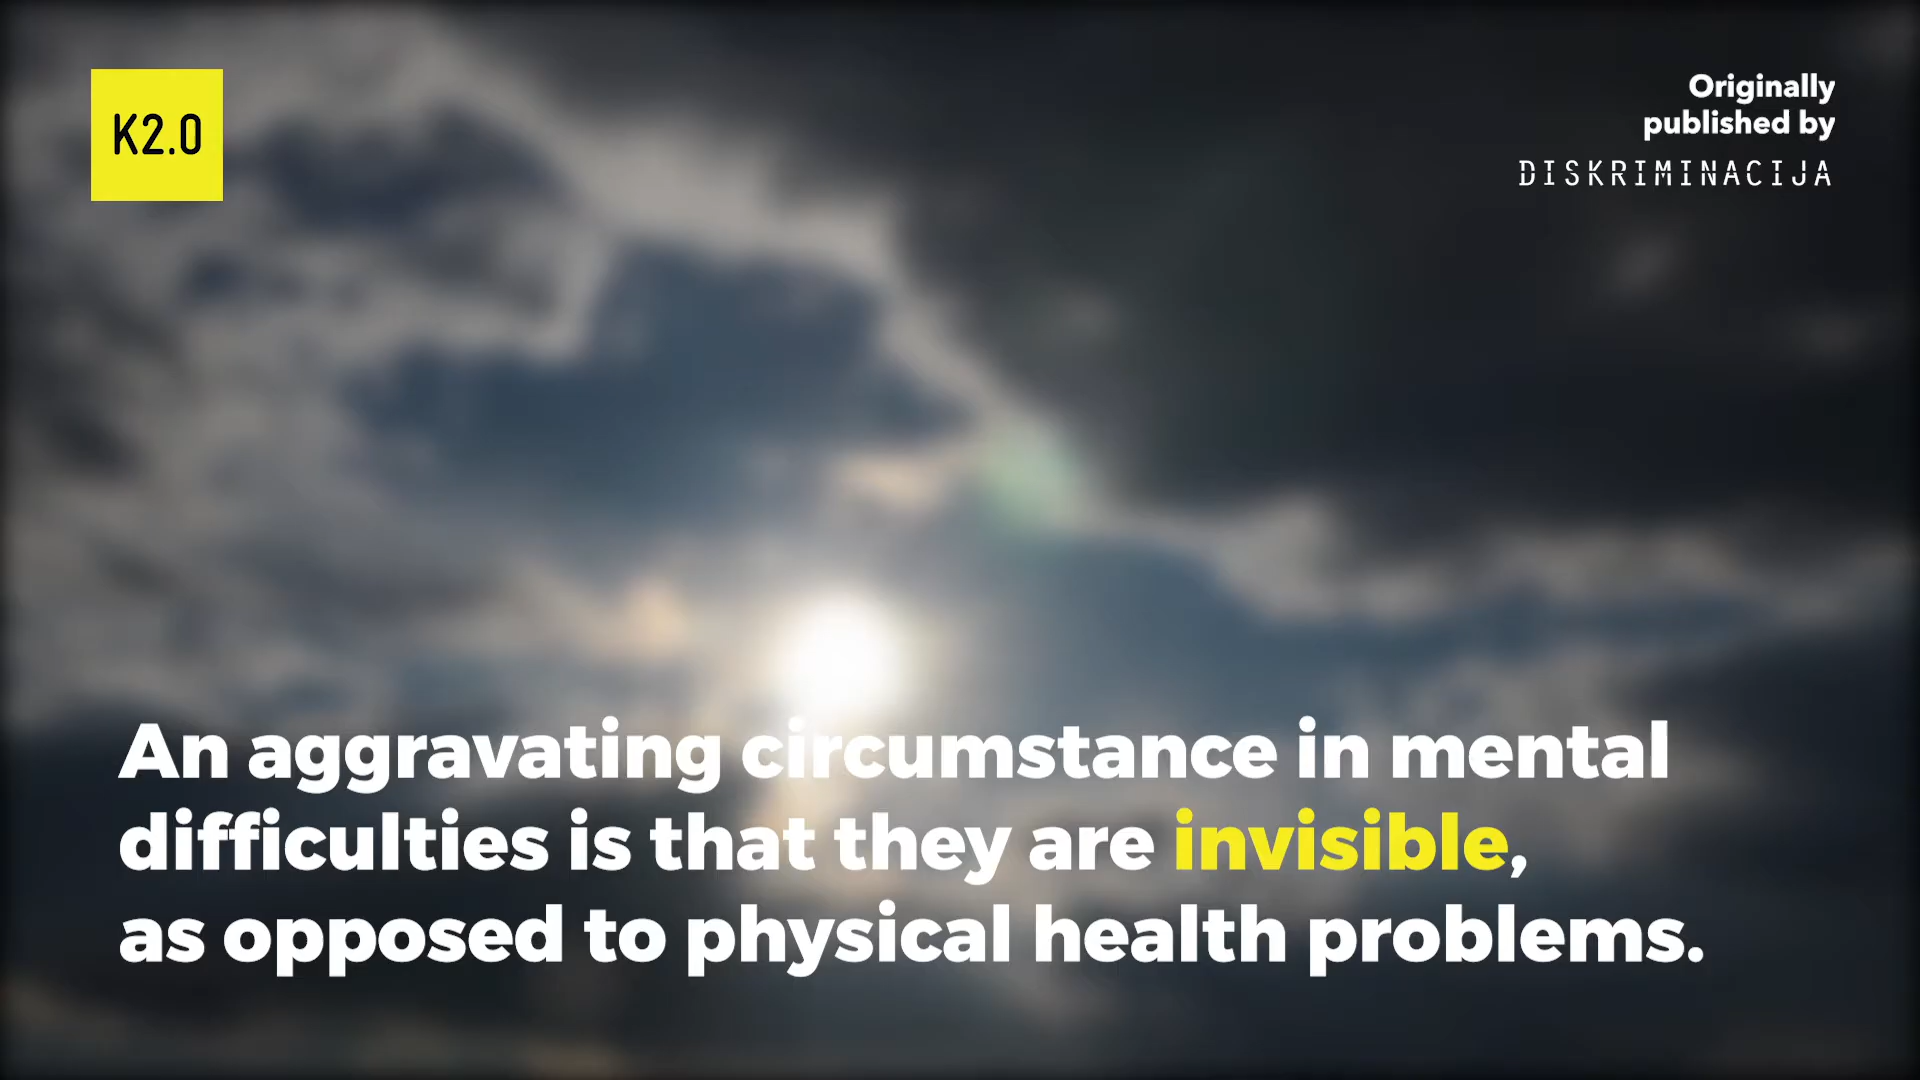 K2.0
Originally
published by
DISKRIMINACIJA
An aggravating circumstance in mental
difficulties is that they are invisible,
as opposed to physical health problems.